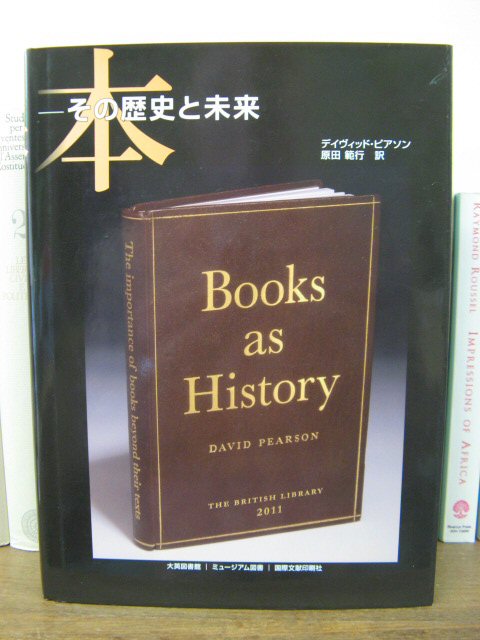 本
―その歴史と未来
デイヴィッド・ピアソン
原田 範行 訳
The importance of books beyond their texts
Books
as
History
DAVID PEARSON
THE BRITISH LIBRARY
2011
大英図書館 | ミュージアム図書 | 国際文献印刷社
RAYMOND ROUSSEL IMPRESSIONS OF AFRICA